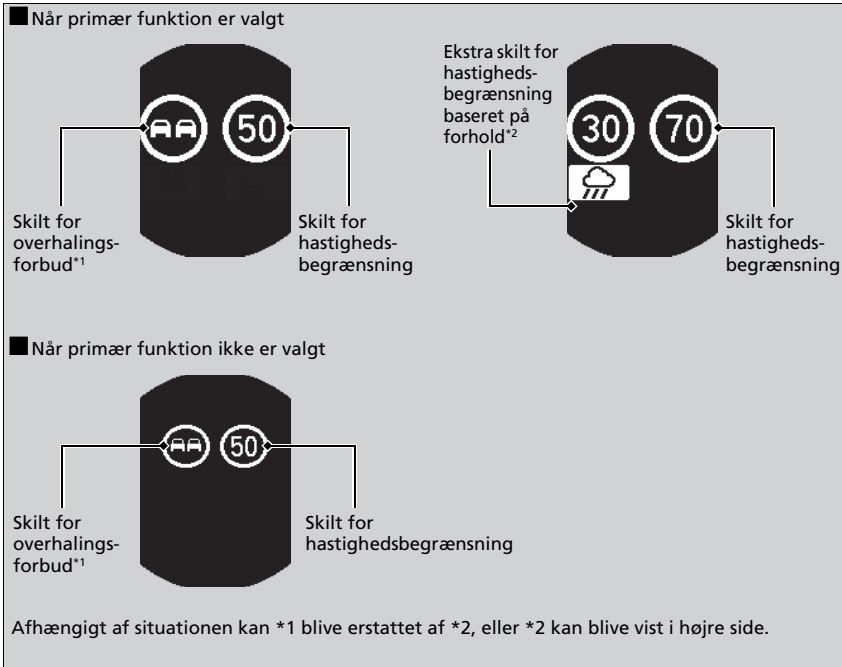 ■Når primær funktion er valgt
50
Skilt for
overhalings-
forbud*1
Skilt for
hastigheds-
begrænsning
Ekstra skilt for
hastigheds-
begrænsning
baseret på
forhold*2
30
70
Skilt for
hastigheds-
begrænsning
■Når primær funktion ikke er valgt
50
Skilt for
overhalings-
forbud*1
Skilt for
hastighedsbegrænsning
Afhængigt af situationen kan *1 blive erstattet af *2, eller *2 kan blive vist i højre side.